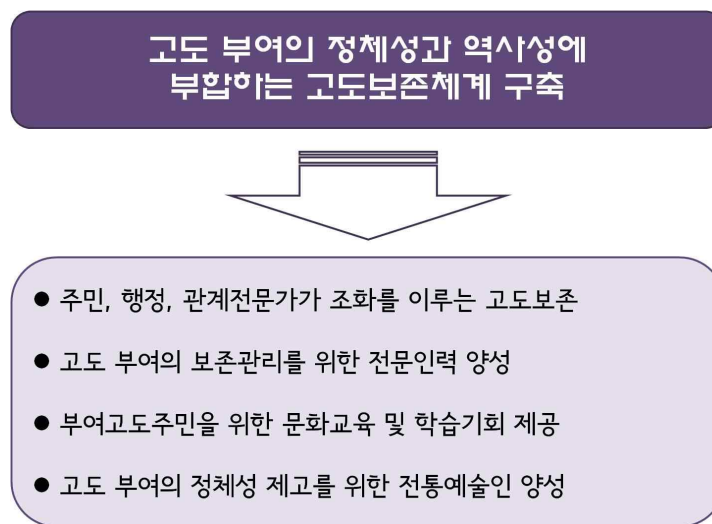 고도 부여의 정체성과 역사성에
부합하는 고도보존체계 구축
● 주민, 행정, 관계전문가가 조화를 이루는 고도보존
● 고도 부여의 보존관리를 위한 전문인력 양성
● 부여고도주민을 위한 문화교육 및 학습기회 제공
● 고도 부여의 정체성 제고를 위한 전통예술인 양성